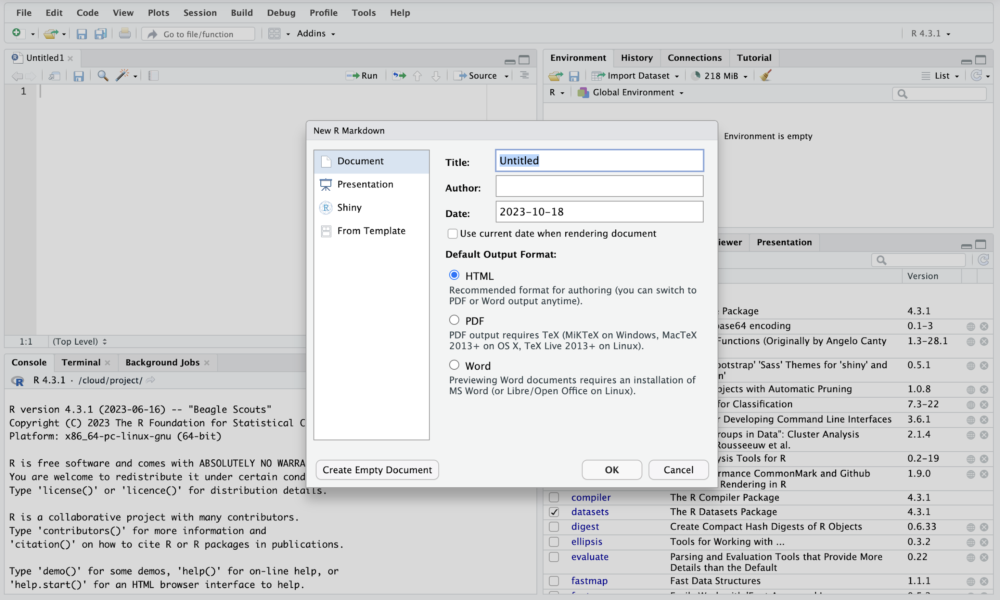 File Edit Code View Plots Session Build Debug Profile Tools Help
Go to file/function Addins R 4.3.1
Untitled1
Run Source
1
1:1 (Top Level)
Console Terminal Background Jobs
R 4.3.1 · /cloud/project/
R version 4.3.1 (2023-06-16) -- "Beagle Scouts"
Copyright (C) 2023 The R Foundation for Statistical C
Platform: x86_64-pc-linux-gnu (64-bit)
R is free software and comes with ABSOLUTELY NO WARRA
You are welcome to redistribute it under certain cond
Type 'license()' or 'licence()' for distribution details.
R is a collaborative project with many contributors.
Type 'contributors()' for more information and
'citation()' on how to cite R or R packages in publications.
Type 'demo()' for some demos, 'help()' for on-line help, or
'help.start()' for an HTML browser interface to help.
New R Markdown
Document
Presentation
Shiny
From Template
Title: Untitled
Author:
Date: 2023-10-18
Use current date when rendering document
Default Output Format:
HTML
Recommended format for authoring (you can switch to
PDF or Word output anytime).
PDF
PDF output requires TeX (MiKTeX on Windows, MacTeX
2013+ on OS X, TeX Live 2013+ on Linux).
Word
Previewing Word documents requires an installation of
MS Word (or Libre/Open Office on Linux).
Create Empty Document OK Cancel
Environment History Connections Tutorial
Import Dataset 218 MiB List
R Global Environment
Environment is empty
iewer Presentation
Version
Package 4.3.1
ase64 encoding 0.1-3
Functions (Originally by Angelo Canty 1.3-28.1
ootstrap' 'Sass' Themes for 'shiny' and 0.5.1
n'
bjects with Automatic Pruning 1.0.8
for Classification 7.3-22
r Developing Command Line Interfaces 3.6.1
roups in Data": Cluster Analysis 2.1.4
Rousseeuw et al.
ysis Tools for R 0.2-19
rmance CommonMark and Github 1.9.0
Rendering in R
compiler The R Compiler Package 4.3.1
datasets The R Datasets Package 4.3.1
digest Create Compact Hash Digests of R Objects 0.6.33
ellipsis Tools for Working with ... 0.3.2
evaluate Parsing and Evaluation Tools that Provide More 0.22
Details than the Default
fastmap Fast Data Structures 1.1.1